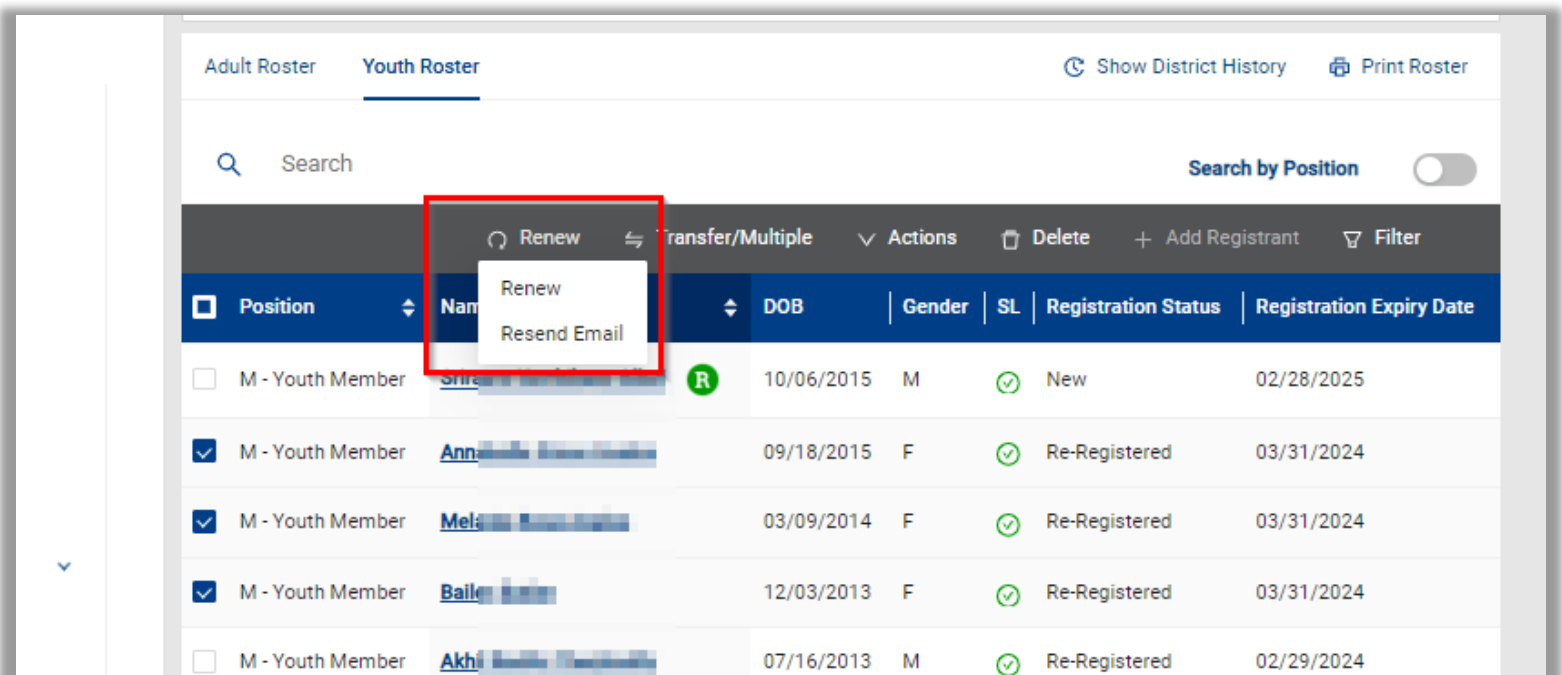 Adult Roster Youth Roster Show District History Print Roster
Search Search by Position
Renew Transfer/Multiple Actions Delete + Add Registrant Filter
Renew
Resend Email
Position DOB Gender SL Registration Status Registration Expiry Date
M - Youth Member R 10/06/2015 M New 02/28/2025
M - Youth Member 09/18/2015 F Re-Registered 03/31/2024
M - Youth Member 03/09/2014 F Re-Registered 03/31/2024
M - Youth Member 12/03/2013 F Re-Registered 03/31/2024
M - Youth Member 07/16/2013 M Re-Registered 02/29/2024